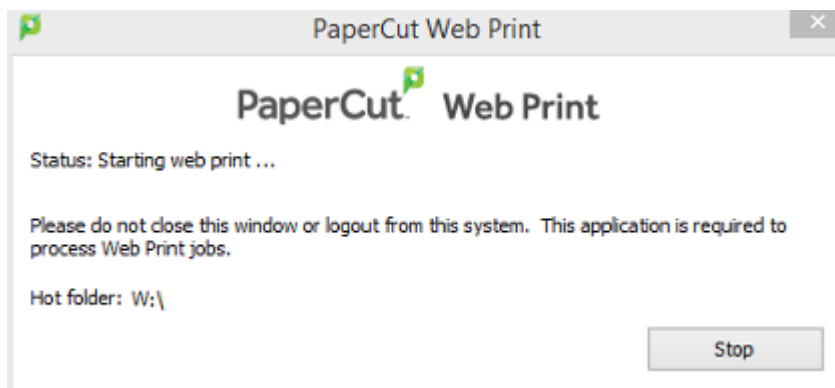 PaperCut Web Print
PaperCut™ Web Print
Status: Starting web print ...
Please do not close this window or logout from this system. This application is required to
process Web Print jobs.
Hot folder: W:\
Stop